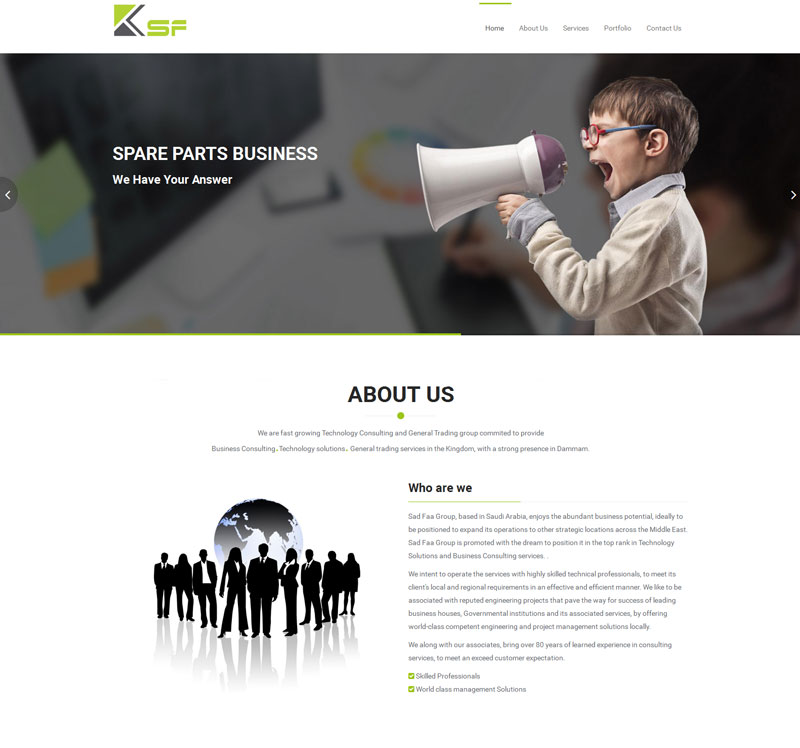 KSF
Home About Us Services Portfolio Contact Us
SPARE PARTS BUSINESS
We Have Your Answer
ABOUT US
We are fast growing Technology Consulting and General Trading group commited to provide
Business Consulting، Technology solutions، General trading services in the Kingdom, with a strong presence in Dammam.
Who are we
Sad Faa Group, based in Saudi Arabia, enjoys the abundant business potential, ideally to
be positioned to expand its operations to other strategic locations across the Middle East.
Sad Faa Group is promoted with the dream to position it in the top rank in Technology
Solutions and Business Consulting services. .
We intent to operate the services with highly skilled technical professionals, to meet its
client's local and regional requirements in an effective and efficient manner. We like to be
associated with reputed engineering projects that pave the way for success of leading
business houses, Governmental institutions and its associated services, by offering
world-class competent engineering and project management solutions locally.
We along with our associates, bring over 80 years of learned experience in consulting
services, to meet an exceed customer expectation.
Skilled Professionals
World class management Solutions